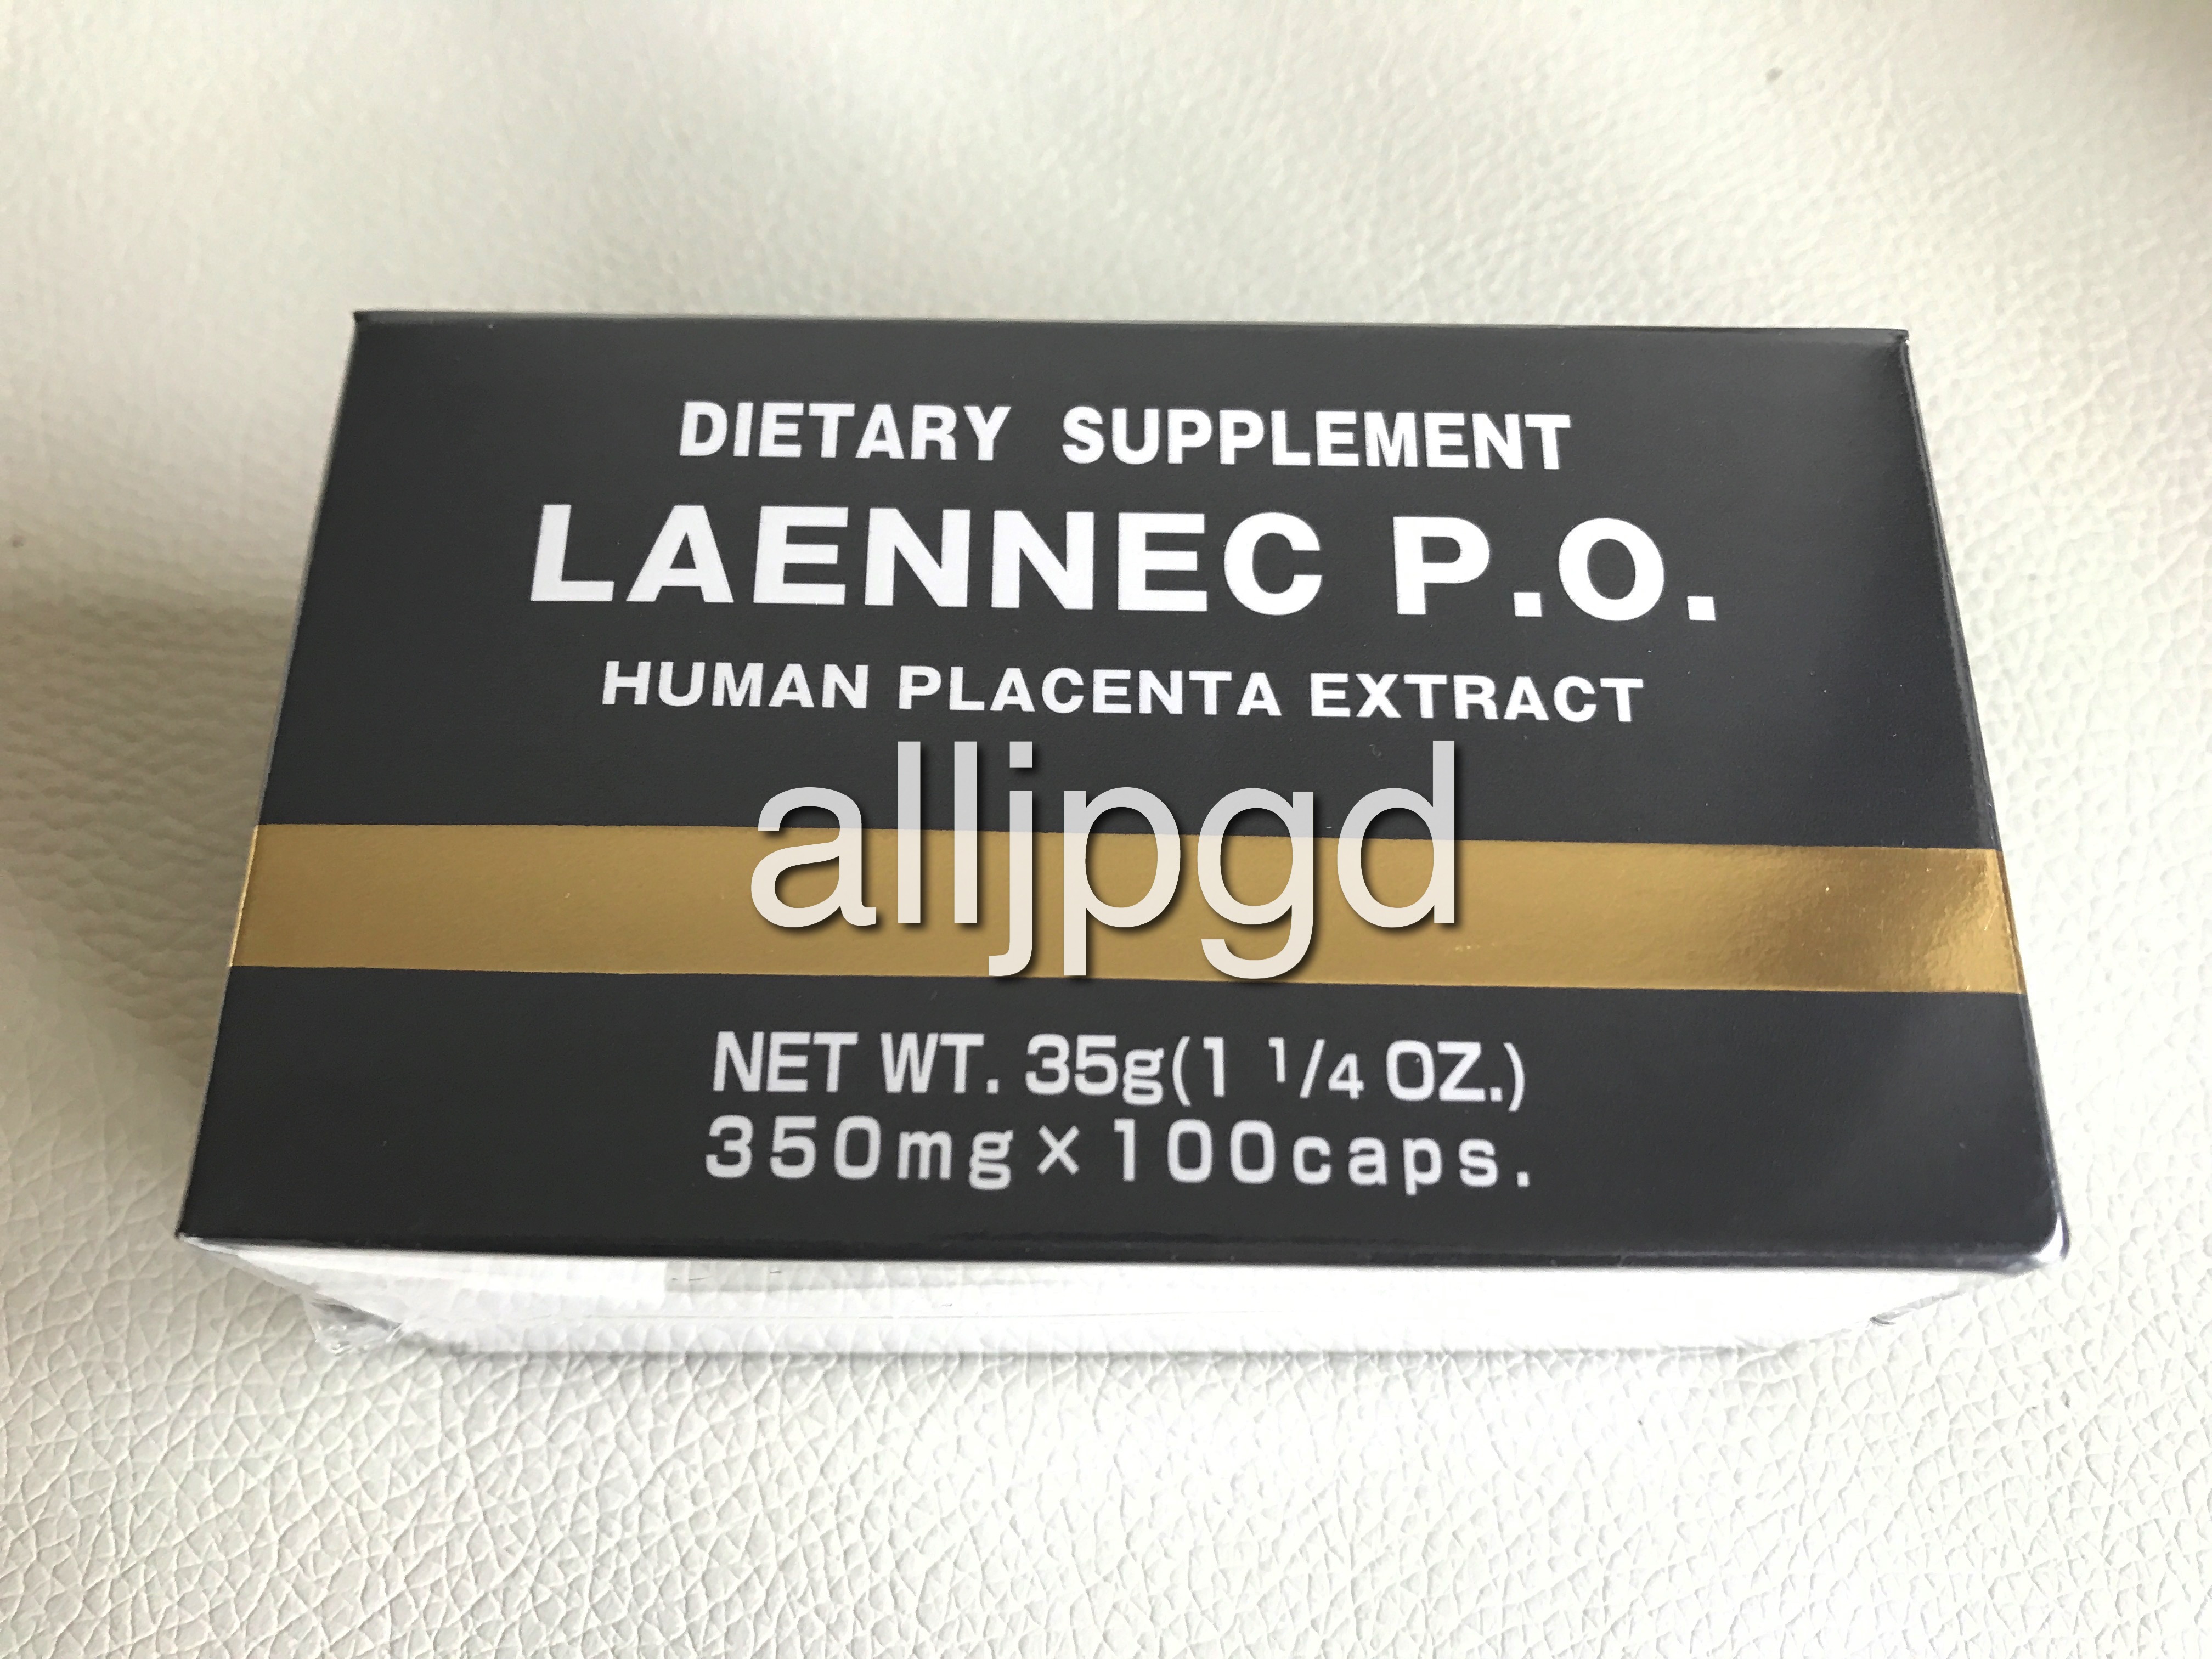 DIETARY SUPPLEMENT
LAENNEC P.O.
HUMAN PLACENTA EXTRACT
alljpgd
NET WT. 35g(1 1/4 OZ.)
350mg×100caps.